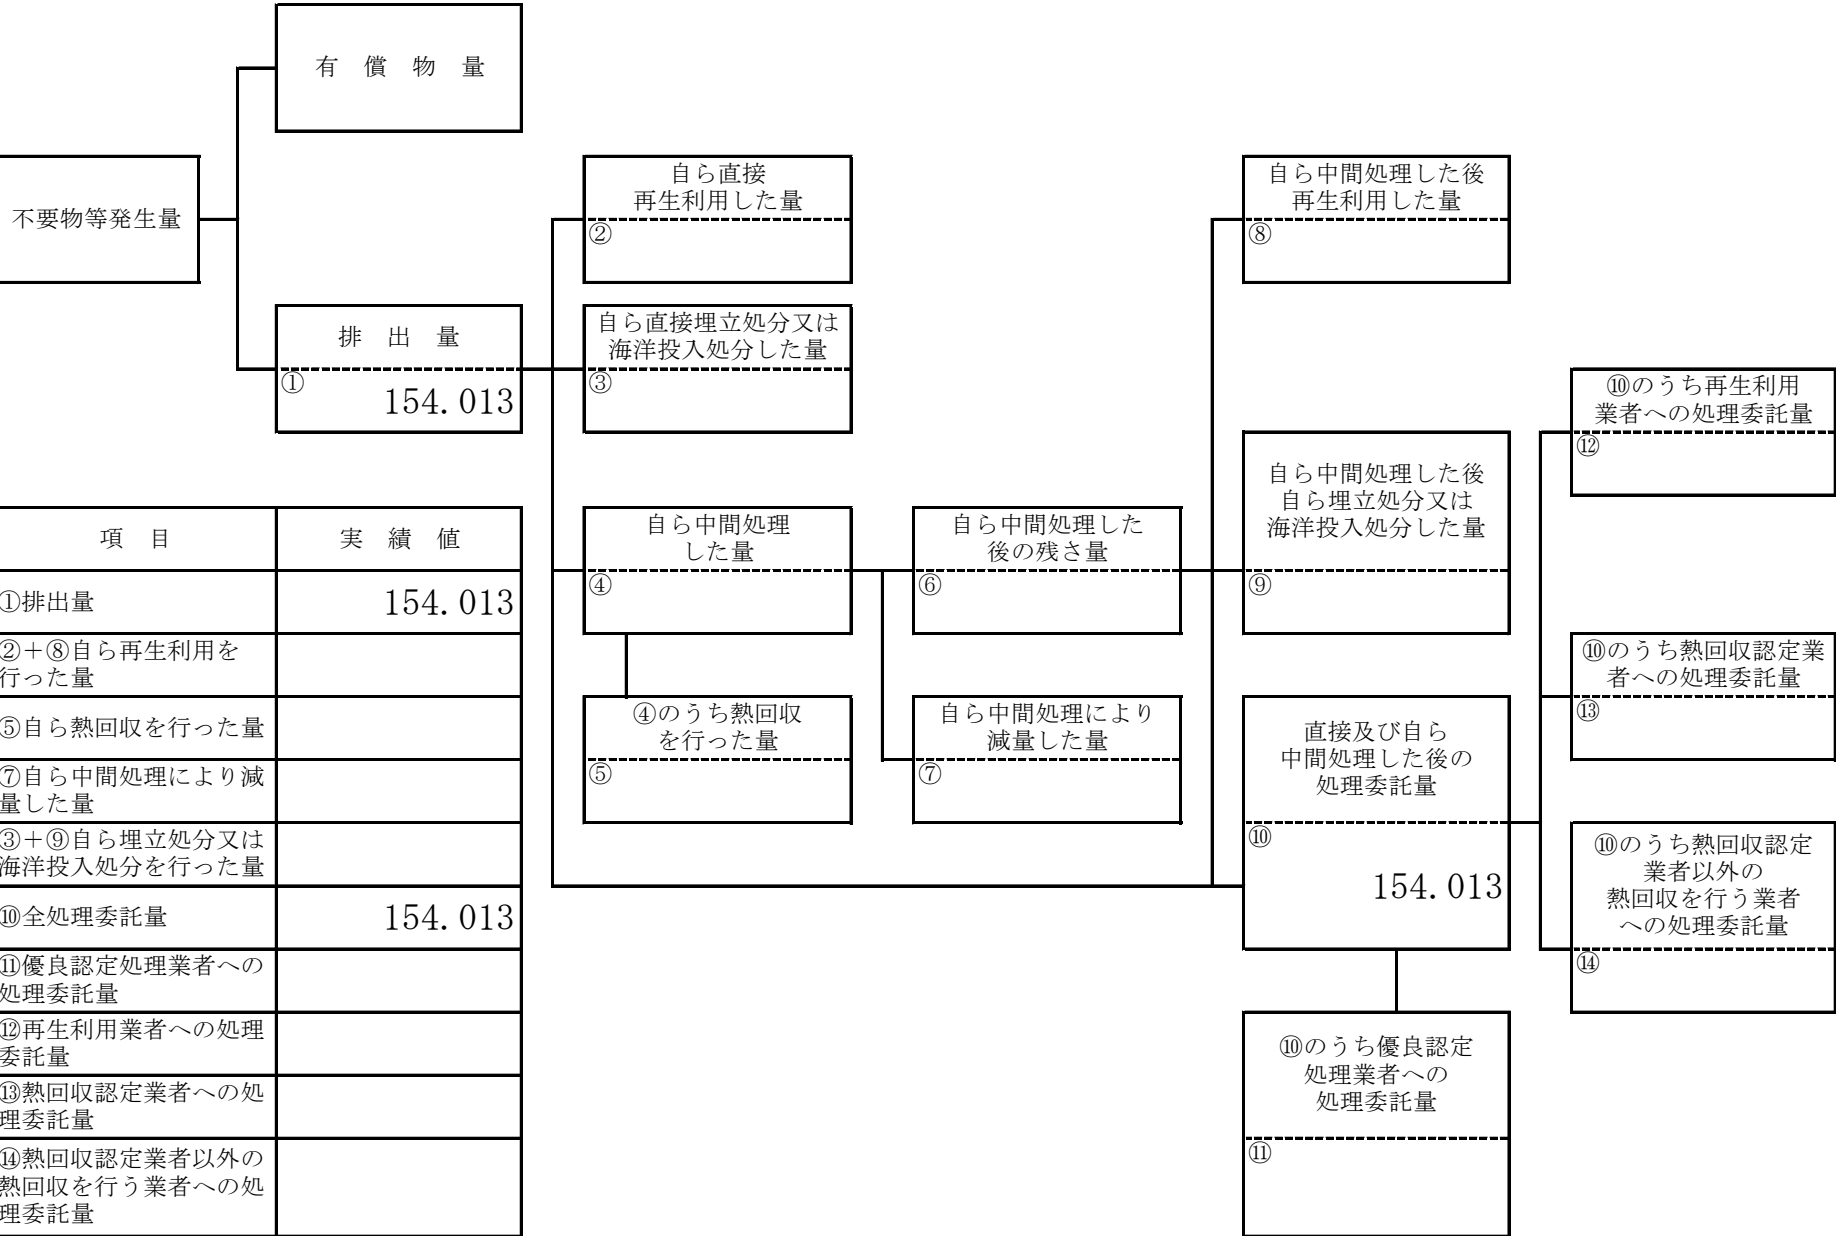 有 償 物 量
不要物等発生量
排 出 量
①
154.013
自ら直接
再生利用した量
②
自ら直接埋立処分又は
海洋投入処分した量
③
自ら中間処理
した量
④
④のうち熱回収
を行った量
⑤
自ら中間処理した
後の残さ量
⑥
自ら中間処理により
減量した量
⑦
自ら中間処理した後
再生利用した量
⑧
自ら中間処理した後
自ら埋立処分又は
海洋投入処分した量
⑨
直接及び自ら
中間処理した後の
処理委託量
⑩
154.013
⑩のうち優良認定
処理業者への
処理委託量
⑪
⑩のうち再生利用
業者への処理委託量
⑫
⑩のうち熱回収認定業
者への処理委託量
⑬
⑩のうち熱回収認定
業者以外の
熱回収を行う業者
への処理委託量
⑭
項 目
実 績 値
①排出量
154.013
②＋⑧自ら再生利用を
行った量
⑤自ら熱回収を行った量
⑦自ら中間処理により減
量した量
③＋⑨自ら埋立処分又は
海洋投入処分を行った量
⑩全処理委託量
154.013
⑪優良認定処理業者への
処理委託量
⑫再生利用業者への処理
委託量
⑬熱回収認定業者への処
理委託量
⑭熱回収認定業者以外の
熱回収を行う業者への処
理委託量